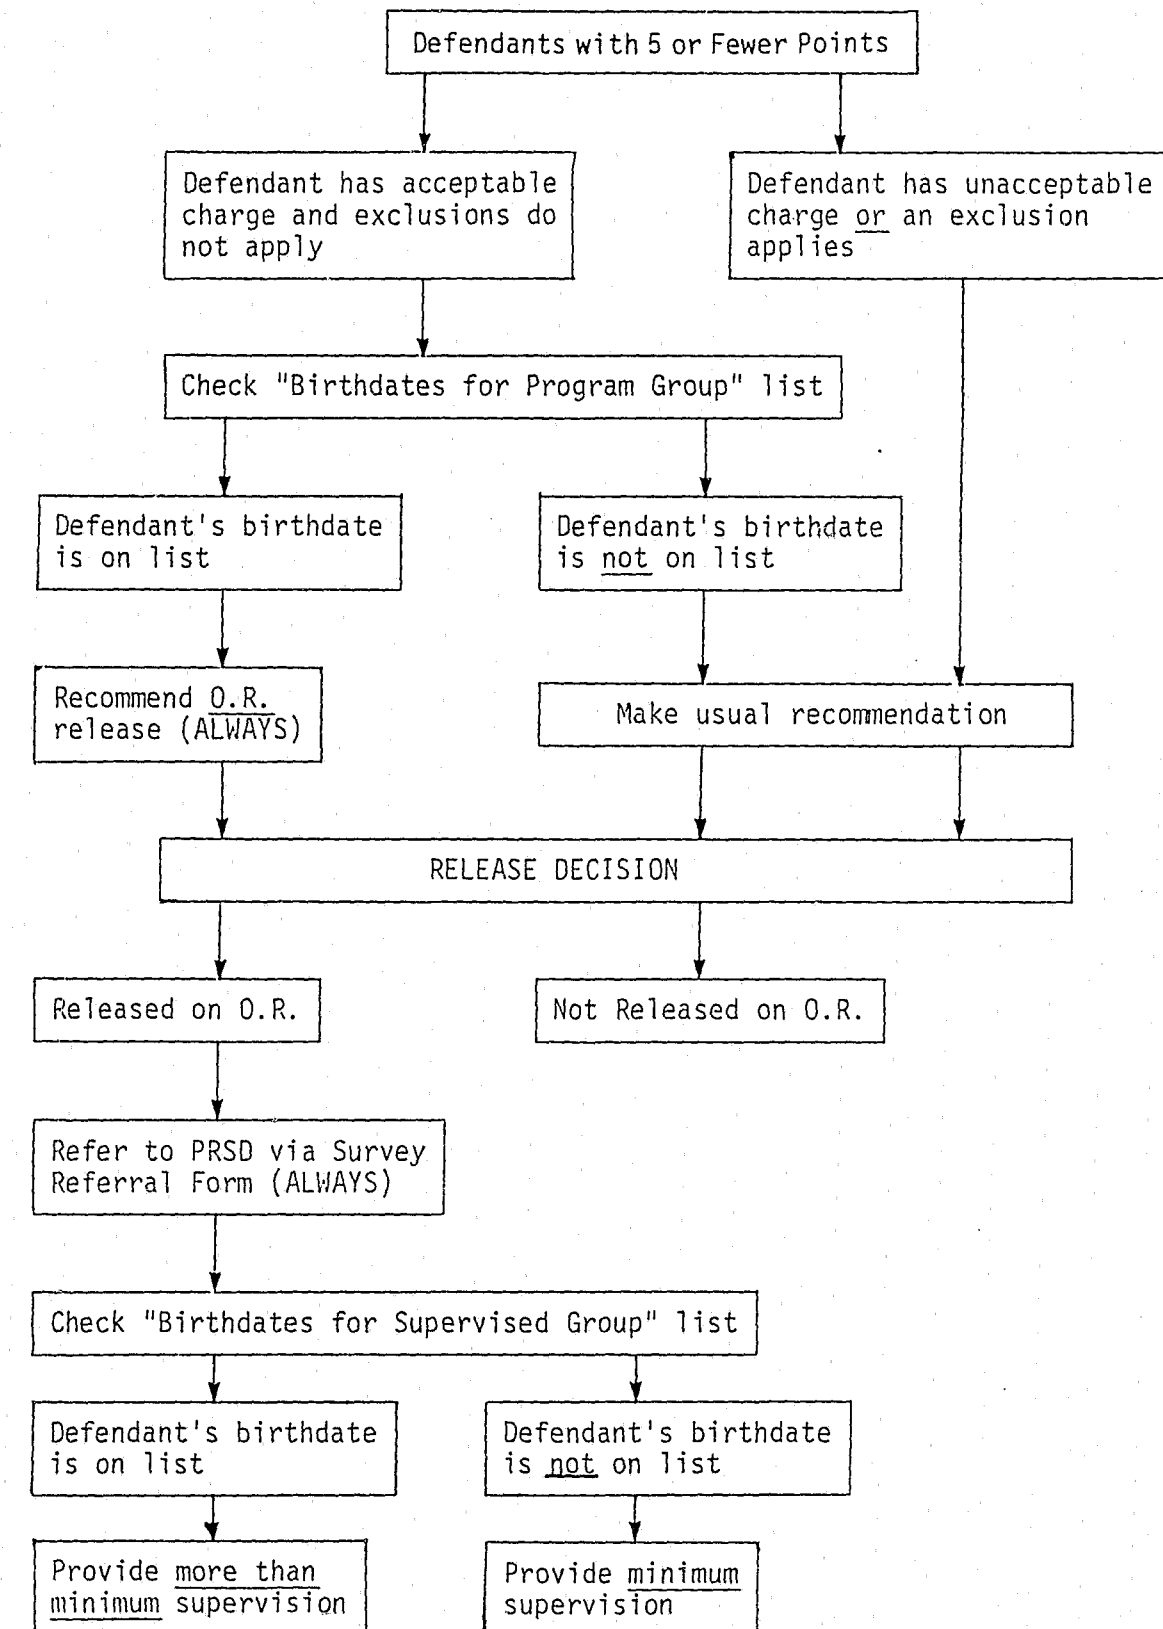 Defendants with 5 or Fewer Points
Defendant has acceptable
charge and exclusions do
not apply
Defendant has unacceptable
charge or an exclusion
applies
Check "Birthdates for Program Group" list
Defendant's birthdate
is on list
Defendant's birthdate
is not on list
Recommend O.R.
release (ALWAYS)
Make usual recommendation
RELEASE DECISION
Released on O.R.
Not Released on O.R.
Refer to PRSD via Survey
Referral Form (ALWAYS)
Check "Birthdates for Supervised Group" list
Defendant's birthdate
is on list
Defendant's birthdate
is not on list
Provide more than
minimum supervision
Provide minimum
supervision